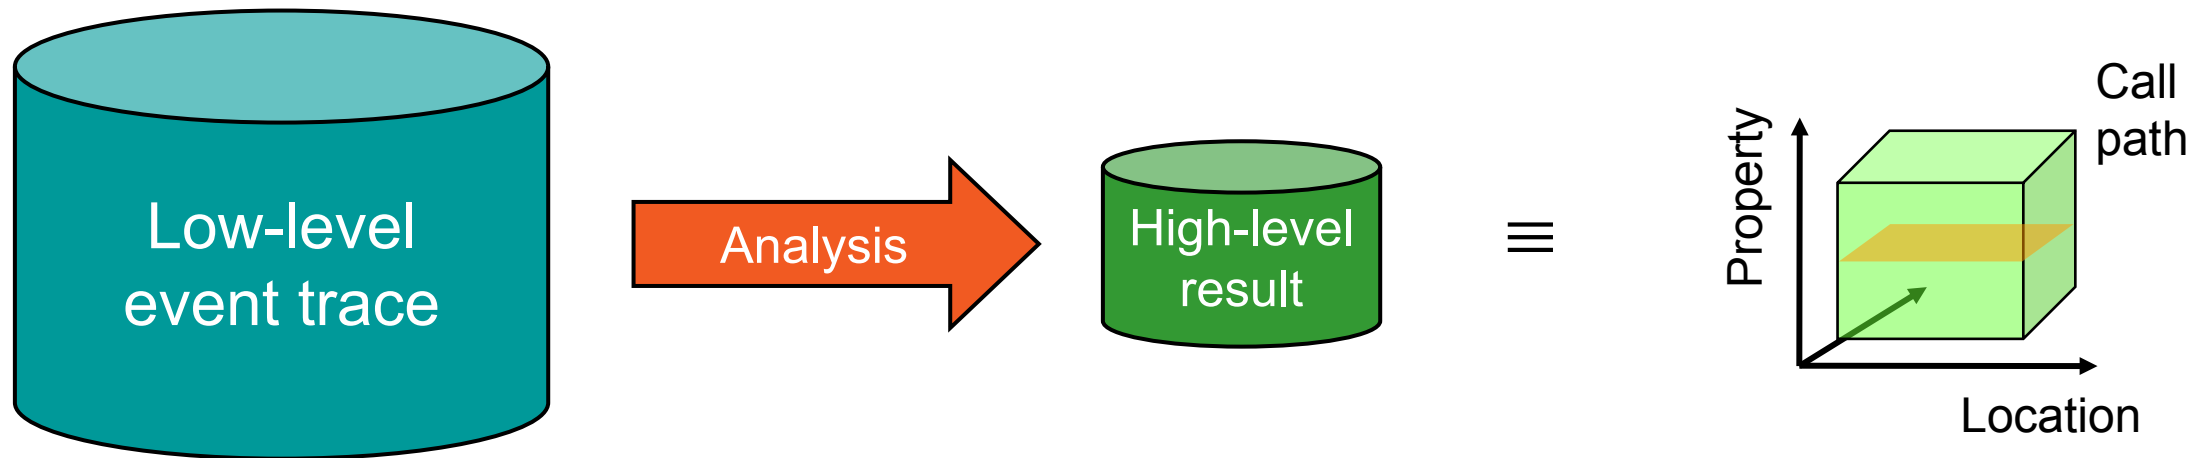 Low-level
event trace
Analysis
High-level
result
≡
Property
Call
path
Location